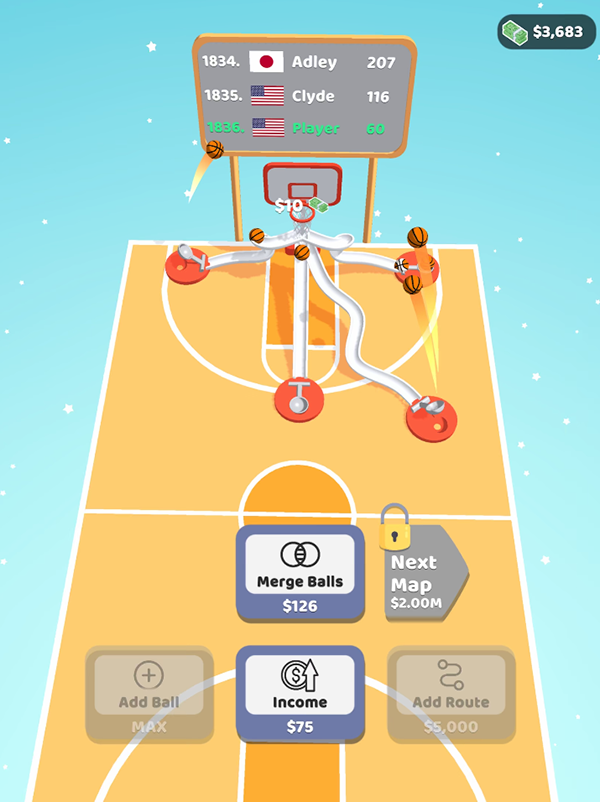 $3,683
1834. Adley 207
1835. Clyde 116
1836. Player 60
$10
Merge Balls
$126
Next
Map
$2.00M
Add Ball
MAX
Income
$75
Add Route
$5,000